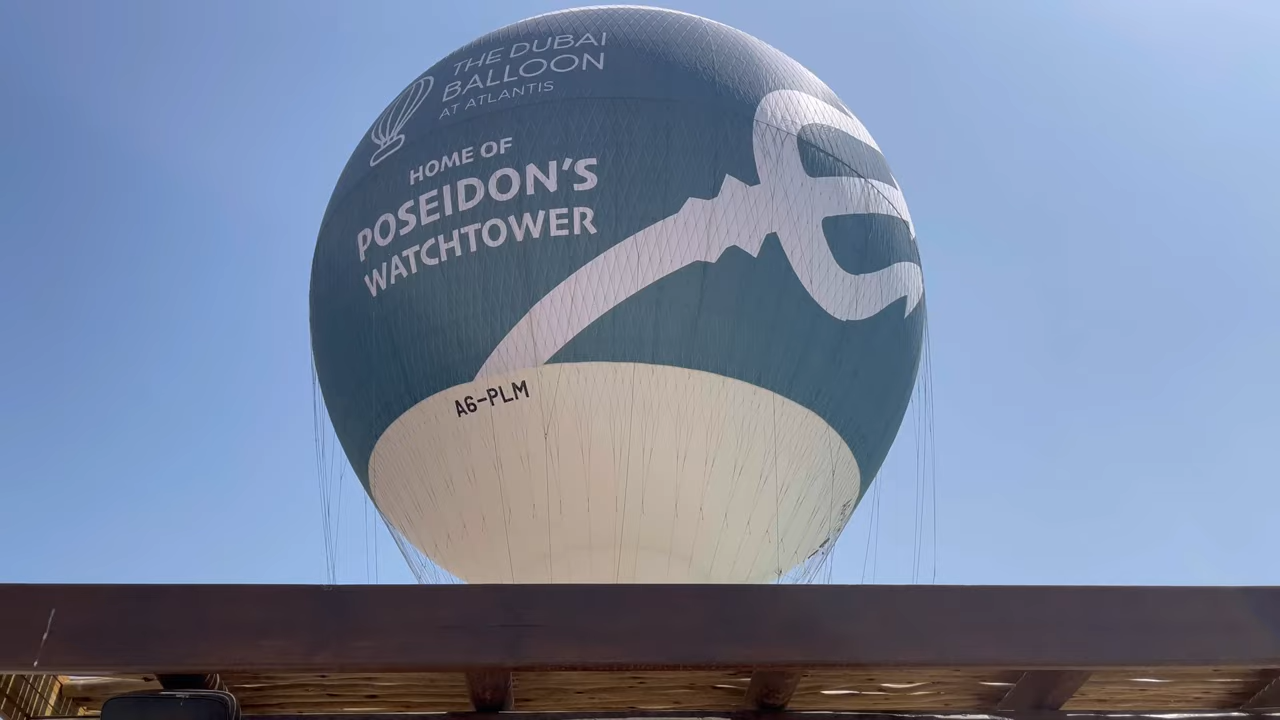 THE DUBAI
BALLOON
AT ATLANTIS
HOME OF
POSEIDON'S
WATCHTOWER
A6-PLM